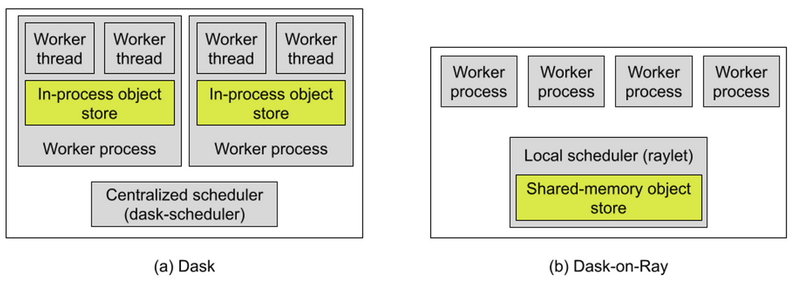 Worker
thread
Worker
thread
In-process object
store
Worker process
Worker
thread
Worker
thread
In-process object
store
Worker process
Centralized scheduler
(dask-scheduler)
(a) Dask
Worker
process
Worker
process
Worker
process
Worker
process
Local scheduler (raylet)
Shared-memory object
store
(b) Dask-on-Ray